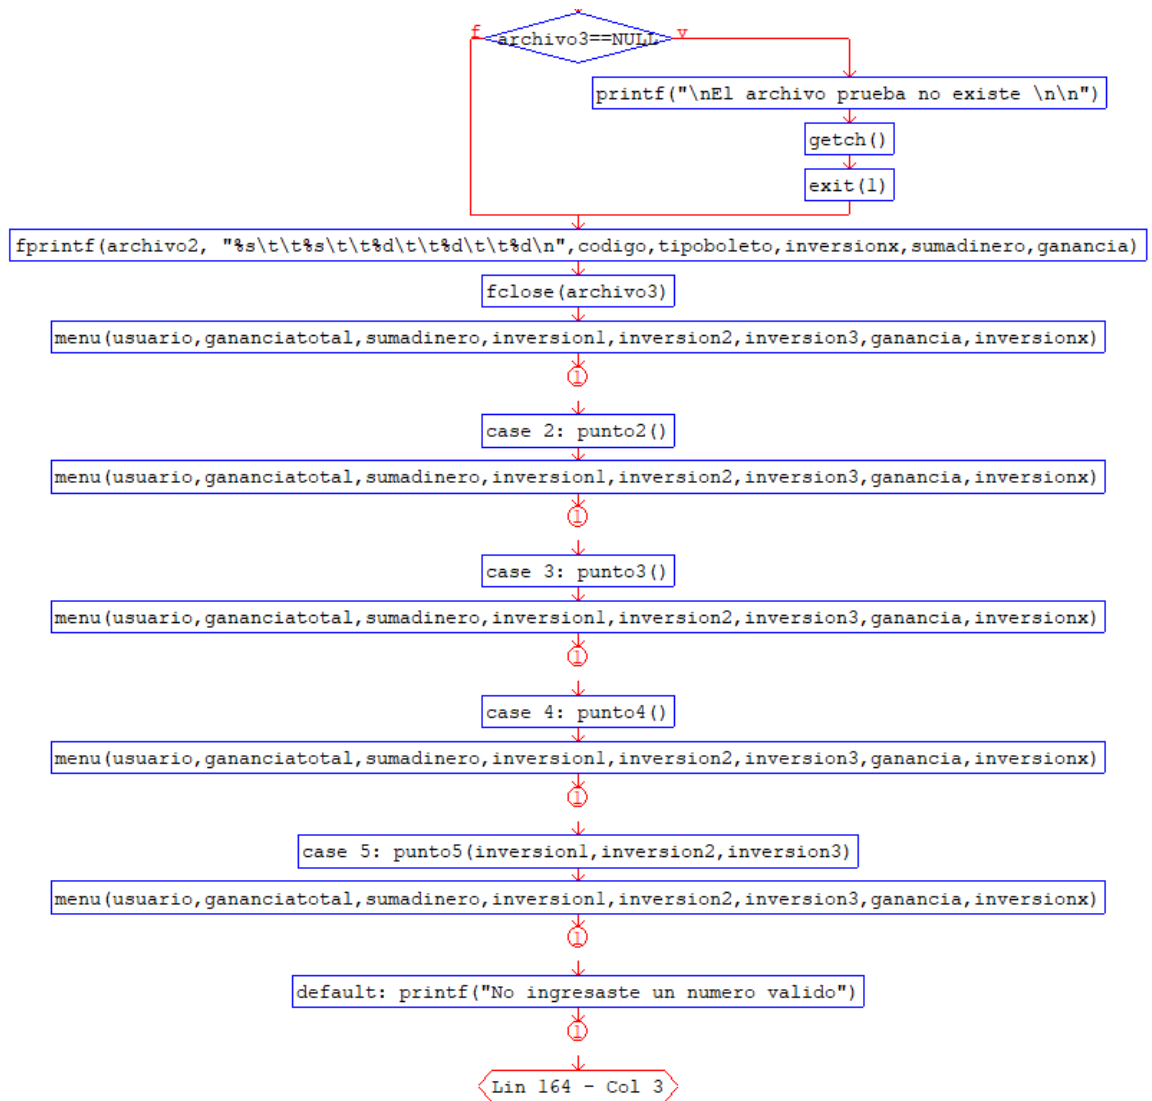 archivo3==NULL
f
v
printf("\nEl archivo prueba no existe \n\n")
getch()
exit(1)
fprintf(archivo2, "%s\t\t%s\t\t%d\t\t%d\t\t%d\n",codigo,tipoboleto,inversionx,sumadinero,ganancia)
fclose(archivo3)
menu(usuario,gananciatotal,sumadinero,inversion1,inversion2,inversion3,ganancia,inversionx)
1
case 2: punto2()
menu(usuario,gananciatotal,sumadinero,inversion1,inversion2,inversion3,ganancia,inversionx)
1
case 3: punto3()
menu(usuario,gananciatotal,sumadinero,inversion1,inversion2,inversion3,ganancia,inversionx)
1
case 4: punto4()
menu(usuario,gananciatotal,sumadinero,inversion1,inversion2,inversion3,ganancia,inversionx)
1
case 5: punto5(inversion1,inversion2,inversion3)
menu(usuario,gananciatotal,sumadinero,inversion1,inversion2,inversion3,ganancia,inversionx)
1
default: printf("No ingresaste un numero valido")
1
Lin 164 - Col 3